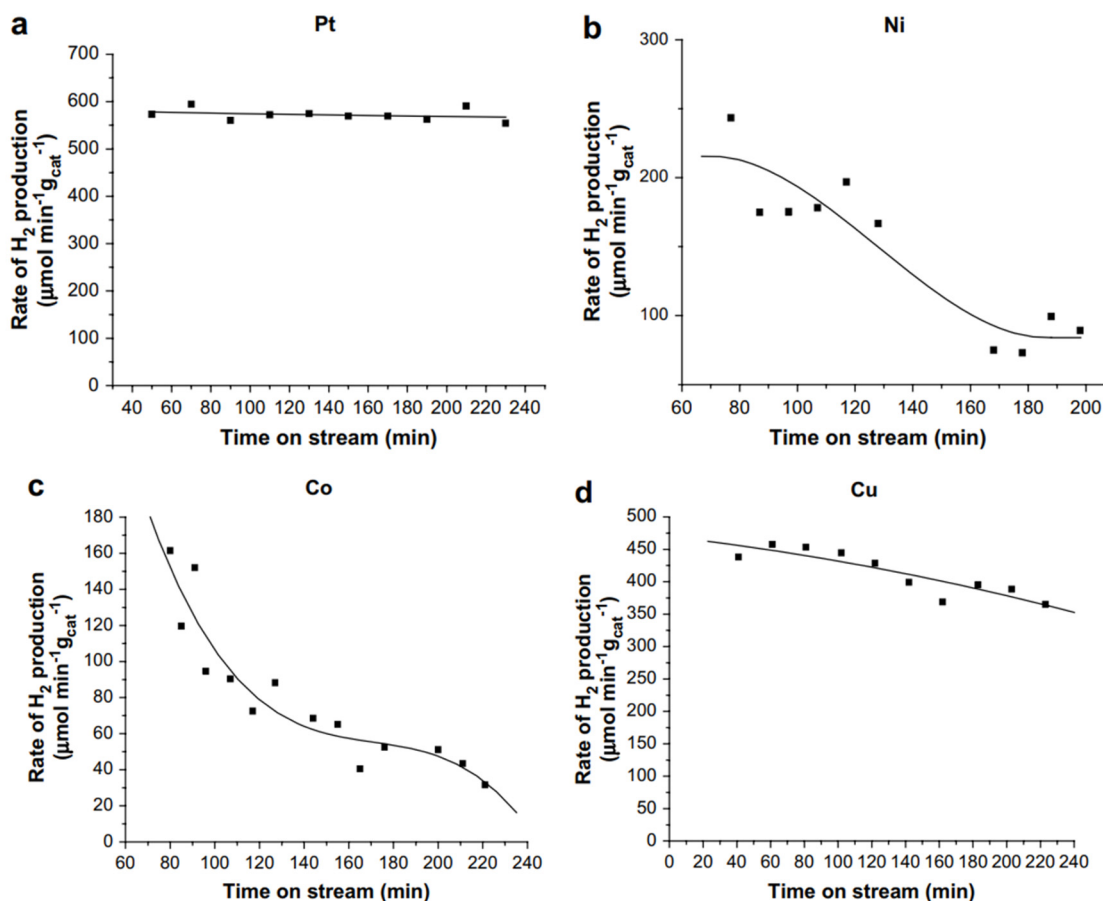 a
Pt
Rate of H2 production
(μmol min-1gcat-1)
700
600
500
400
300
200
100
0
40 60 80 100 120 140 160 180 200 220 240
Time on stream (min)
b
Ni
Rate of H2 production
(μmol min-1gcat-1)
300
200
100
60 80 100 120 140 160 180 200
Time on stream (min)
c
Co
Rate of H2 production
(μmol min-1gcat-1)
180
160
140
120
100
80
60
40
20
0
60 80 100 120 140 160 180 200 220 240
Time on stream (min)
d
Cu
Rate of H2 production
(μmol min-1gcat-1)
500
450
400
350
300
250
200
150
100
50
0
0 20 40 60 80 100 120 140 160 180 200 220 240
Time on stream (min)